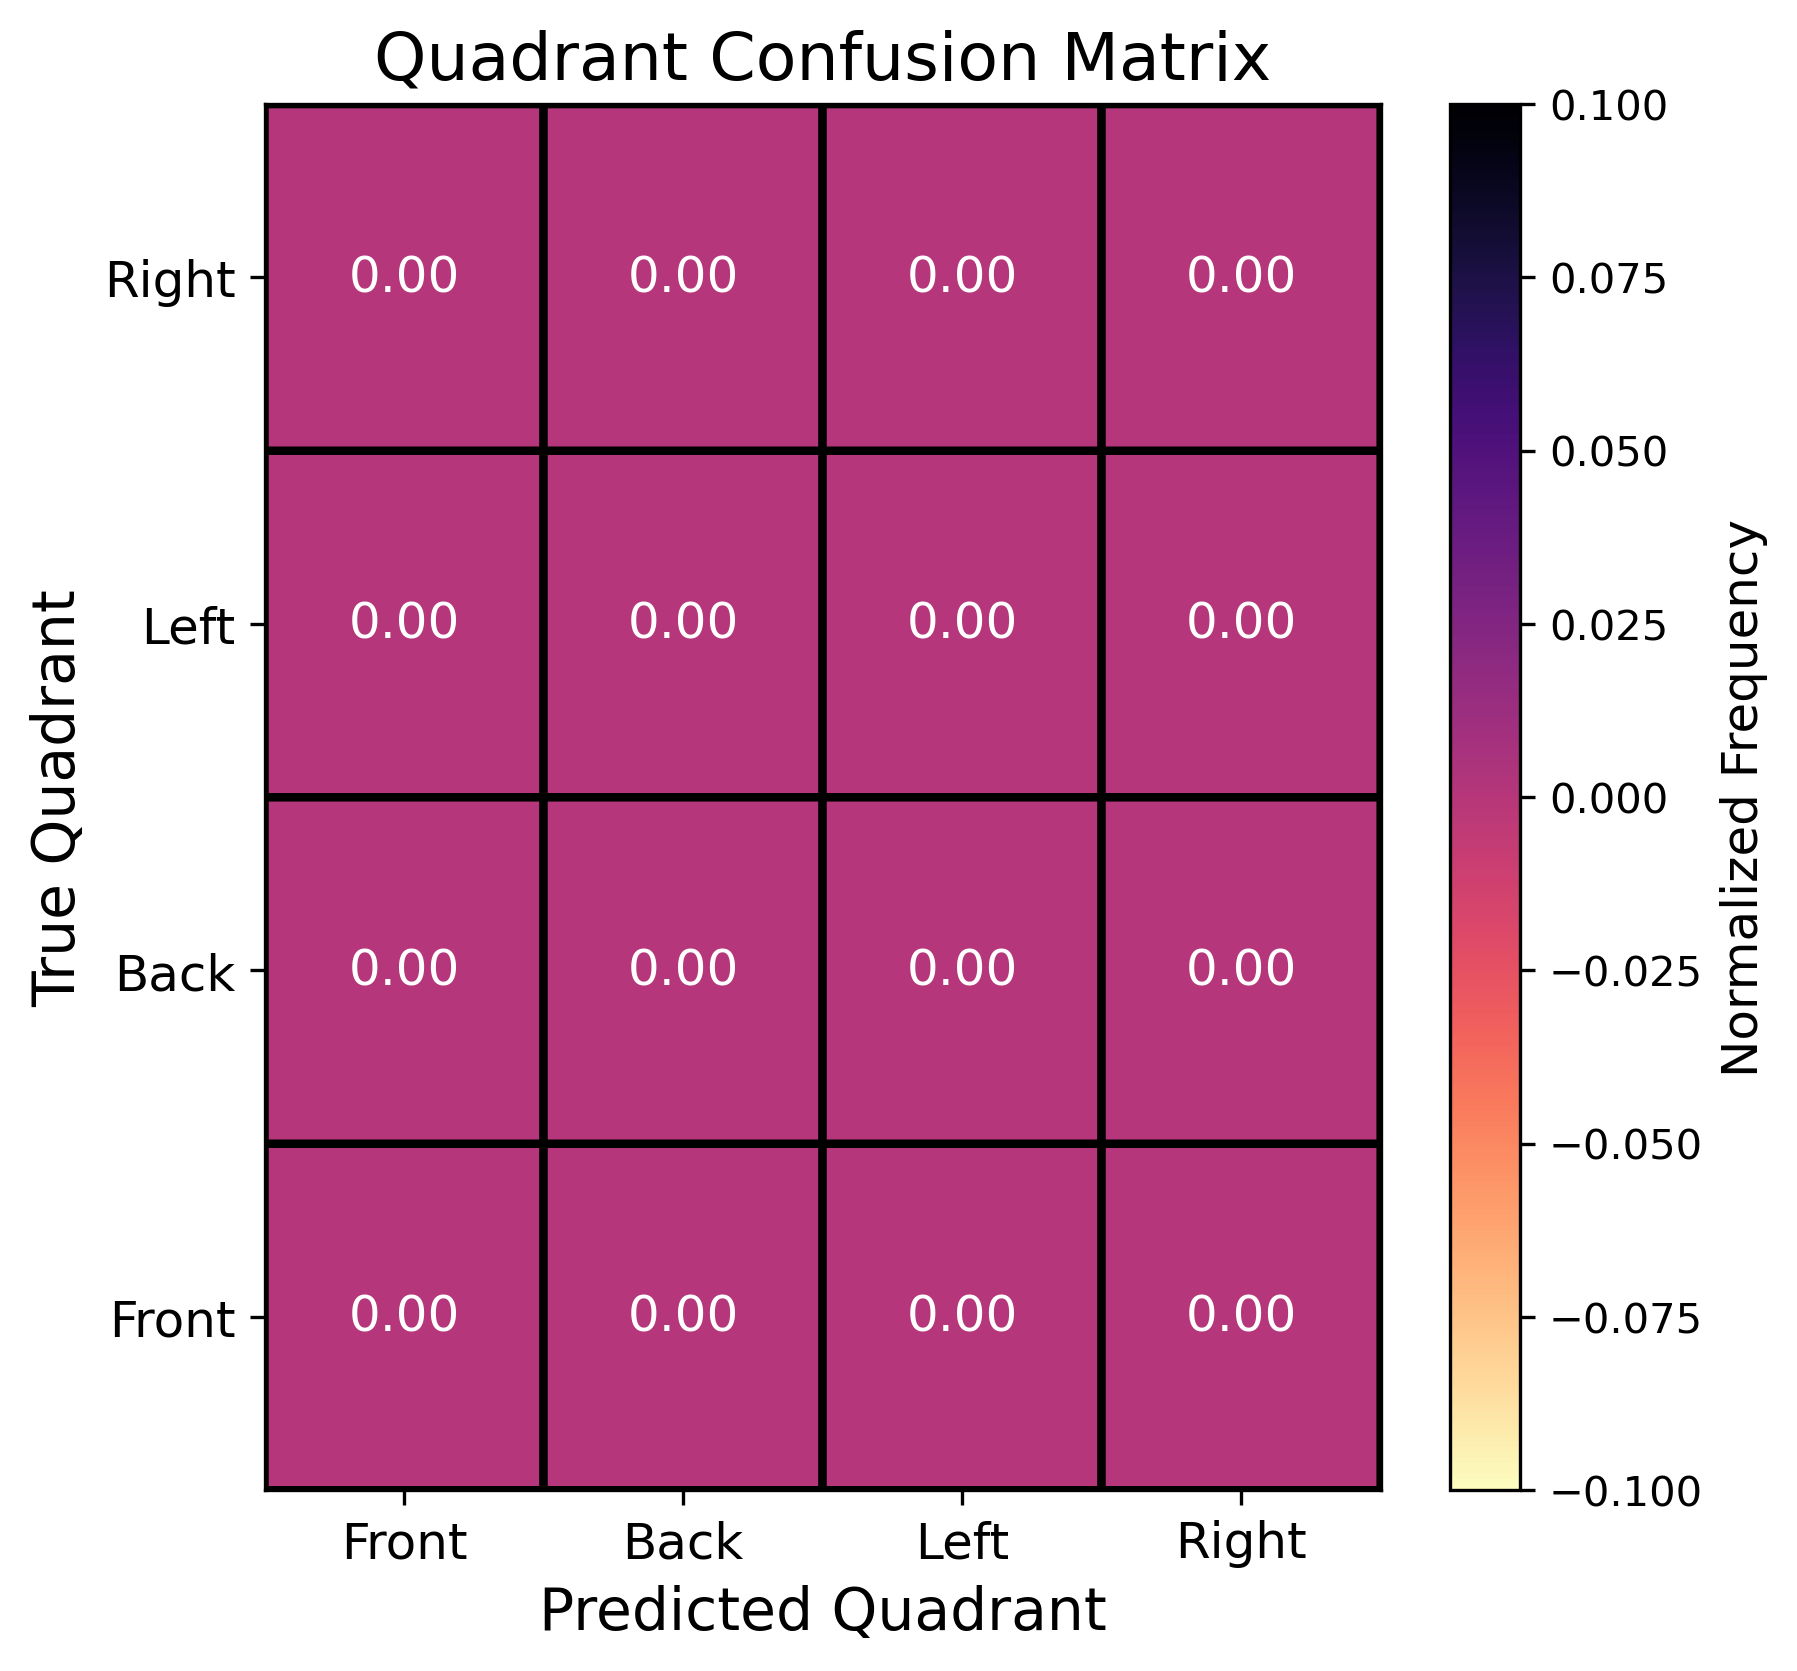 Quadrant Confusion Matrix
True Quadrant
Right
0.00 0.00 0.00 0.00
Left
0.00 0.00 0.00 0.00
Back
0.00 0.00 0.00 0.00
Front
0.00 0.00 0.00 0.00
Front Back Left Right
Predicted Quadrant
0.100
0.075
0.050
0.025
0.000
−0.025
−0.050
−0.075
−0.100
Normalized Frequency